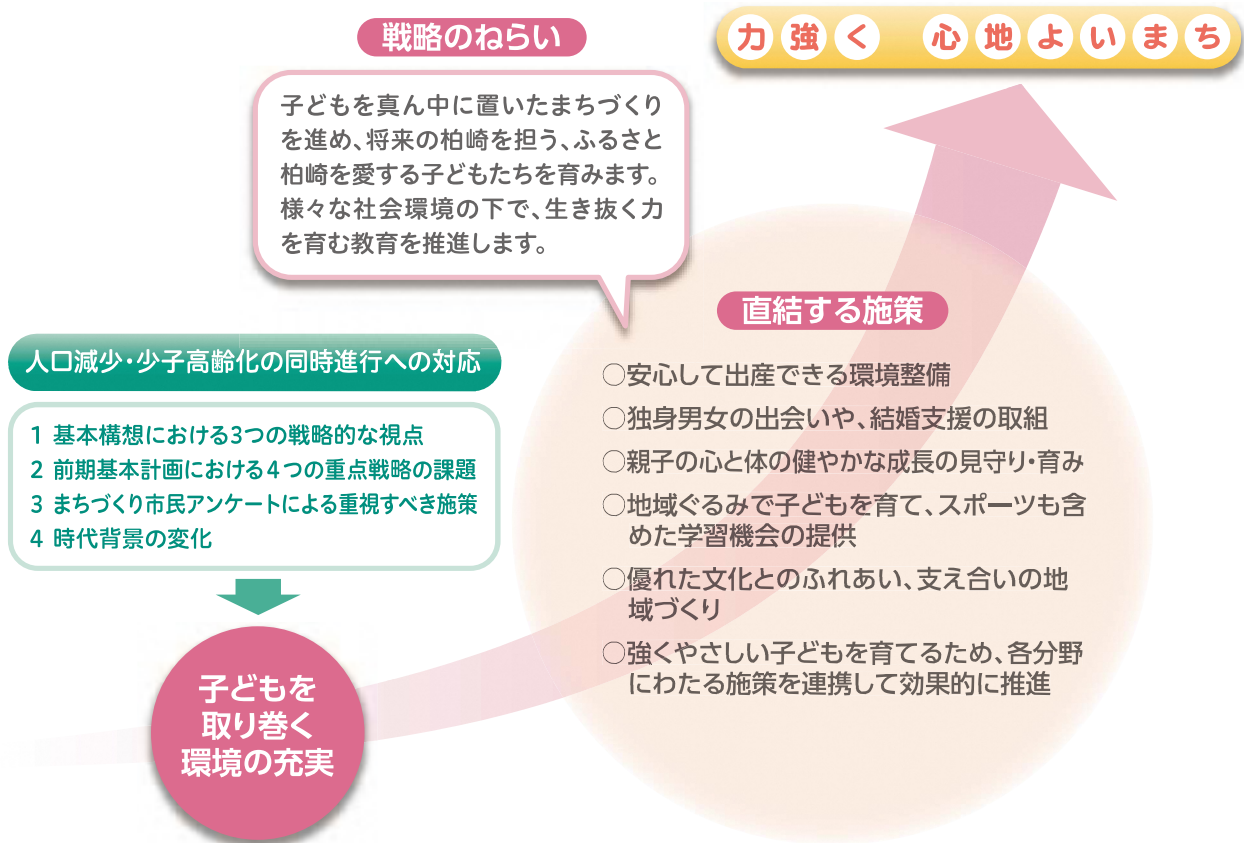 戦略のねらい
力強く 心地よいまち
子どもを真ん中に置いたまちづくり
を進め、将来の柏崎を担う、ふるさと
柏崎を愛する子どもたちを育みます。
様々な社会環境の下で、生き抜く力
を育む教育を推進します。
人口減少・少子高齢化の同時進行への対応
1 基本構想における3つの戦略的な視点
2 前期基本計画における4つの重点戦略の課題
3 まちづくり市民アンケートによる重視すべき施策
4 時代背景の変化
子どもを
取り巻く
環境の充実
直結する施策
○安心して出産できる環境整備
○独身男女の出会いや、結婚支援の取組
○親子の心と体の健やかな成長の見守り・育み
○地域ぐるみで子どもを育て、スポーツも含
めた学習機会の提供
○優れた文化とのふれあい、支え合いの地
域づくり
○強くやさしい子どもを育てるため、各分野
にわたる施策を連携して効果的に推進